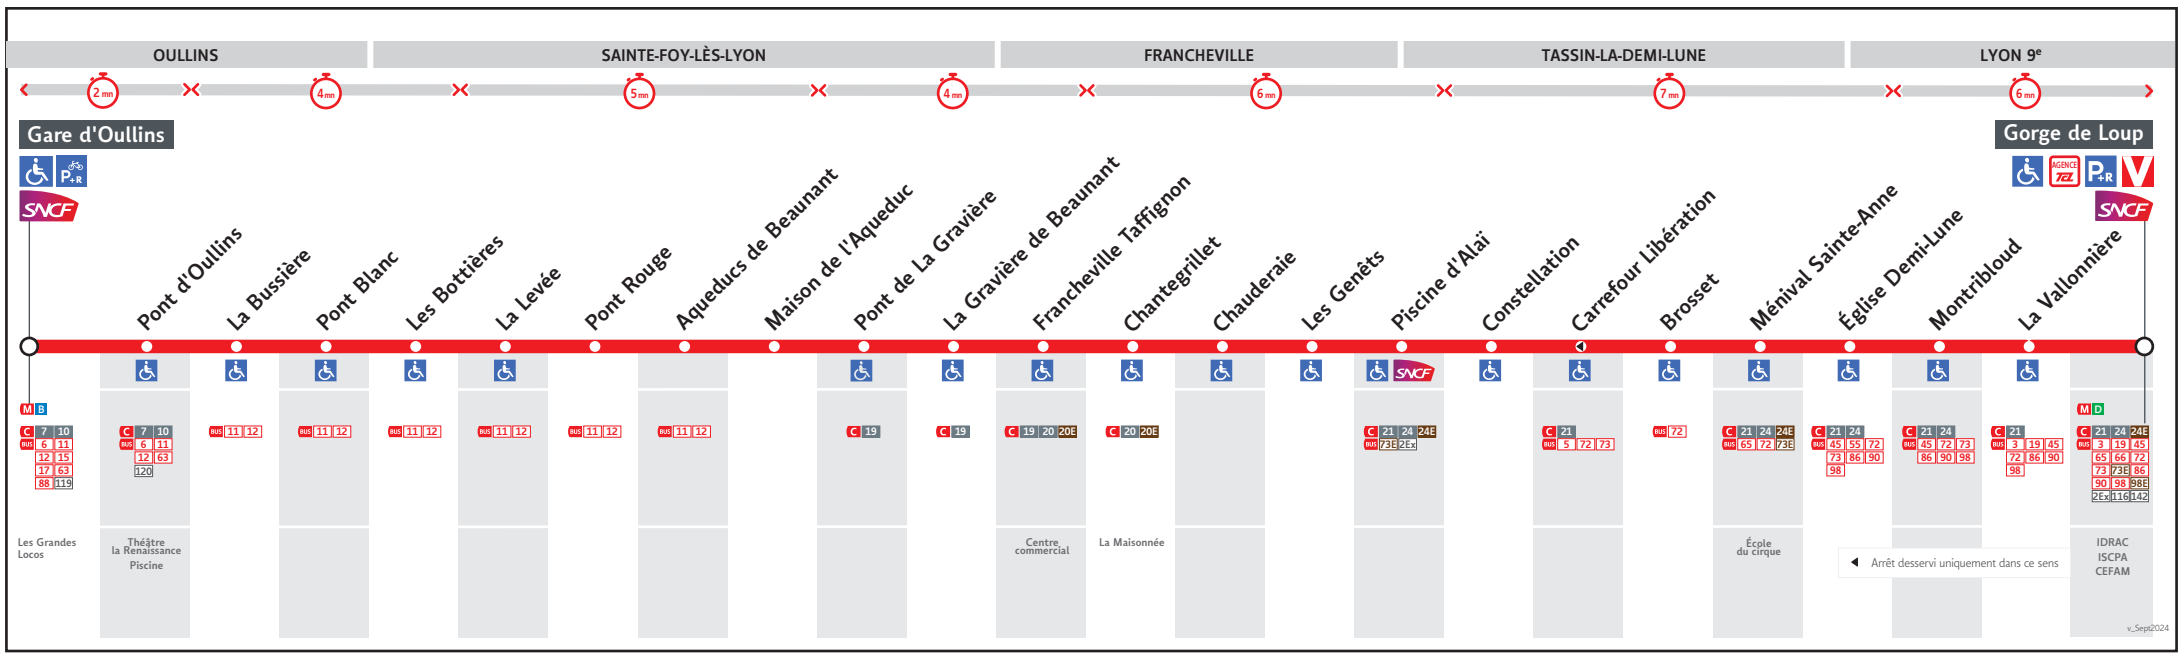 OULLINS
SAINTE-FOY-LÈS-LYON
FRANCHEVILLE
TASSIN-LA-DEMI-LUNE
LYON 9e
2 mn
4 mn
5 mn
4 mn
6 mn
7 mn
6 mn
Gare d'Oullins
P+R
SNCF
Gorge de Loup
AGENCE
TCL
P+R
V
SNCF
Pont d'Oullins
La Bussière
Pont Blanc
Les Bottières
La Levée
Pont Rouge
Aqueducs de Beaunant
Maison de l'Aqueduc
Pont de La Gravière
La Gravière de Beaunant
Francheville Taffignon
Chantegrillet
Chauderaie
Les Genêts
Piscine d'Alaï
Constellation
Carrefour Libération
Brosset
Ménival Sainte-Anne
Église Demi-Lune
Montribloud
La Vallonnière
SNCF
M B
C 7 10
BUS 6 11
12 15
17 63
88 119
C 7 10
BUS 6 11
12 63
120
BUS 11 12
BUS 11 12
BUS 11 12
BUS 11 12
BUS 11 12
BUS 11 12
C 19
C 19
C 19 20 20E
C 20 20E
C 21 24 24E
BUS 73E 2Ex
C 21
BUS 5 72 73
BUS 72
C 21 24 24E
BUS 65 72 73E
C 21 24
BUS 45 55 72
73 86 90
98
C 21 24
BUS 45 72 73
86 90 98
C 21
BUS 3 19 45
72 86 90
98
M D
C 21 24 24E
BUS 3 19 45
65 66 72
73 73E 86
90 98 98E
2Ex 116 142
Les Grandes
Locos
Théâtre
la Renaissance
Piscine
Centre
commercial
La Maisonnée
École
du cirque
Arrêt desservi uniquement dans ce sens
IDRAC
ISCPA
CEFAM
v_Sept2024